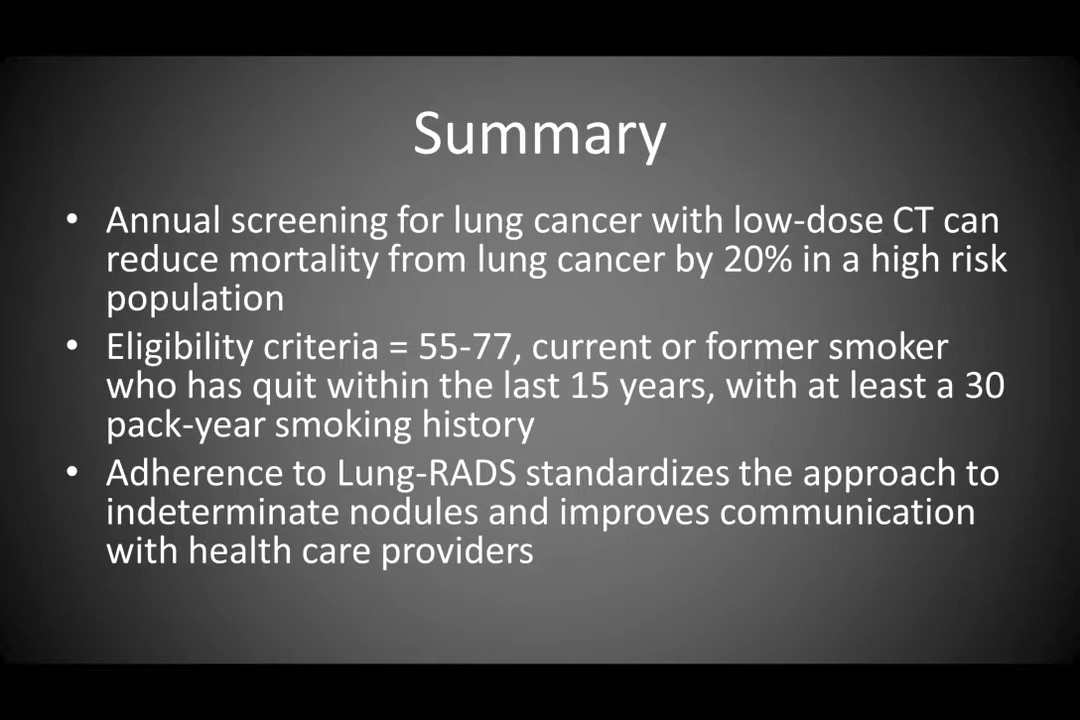 Summary
• Annual screening for lung cancer with low-dose CT can
reduce mortality from lung cancer by 20% in a high risk
population
• Eligibility criteria = 55-77, current or former smoker
who has quit within the last 15 years, with at least a 30
pack-year smoking history
• Adherence to Lung-RADS standardizes the approach to
indeterminate nodules and improves communication
with health care providers